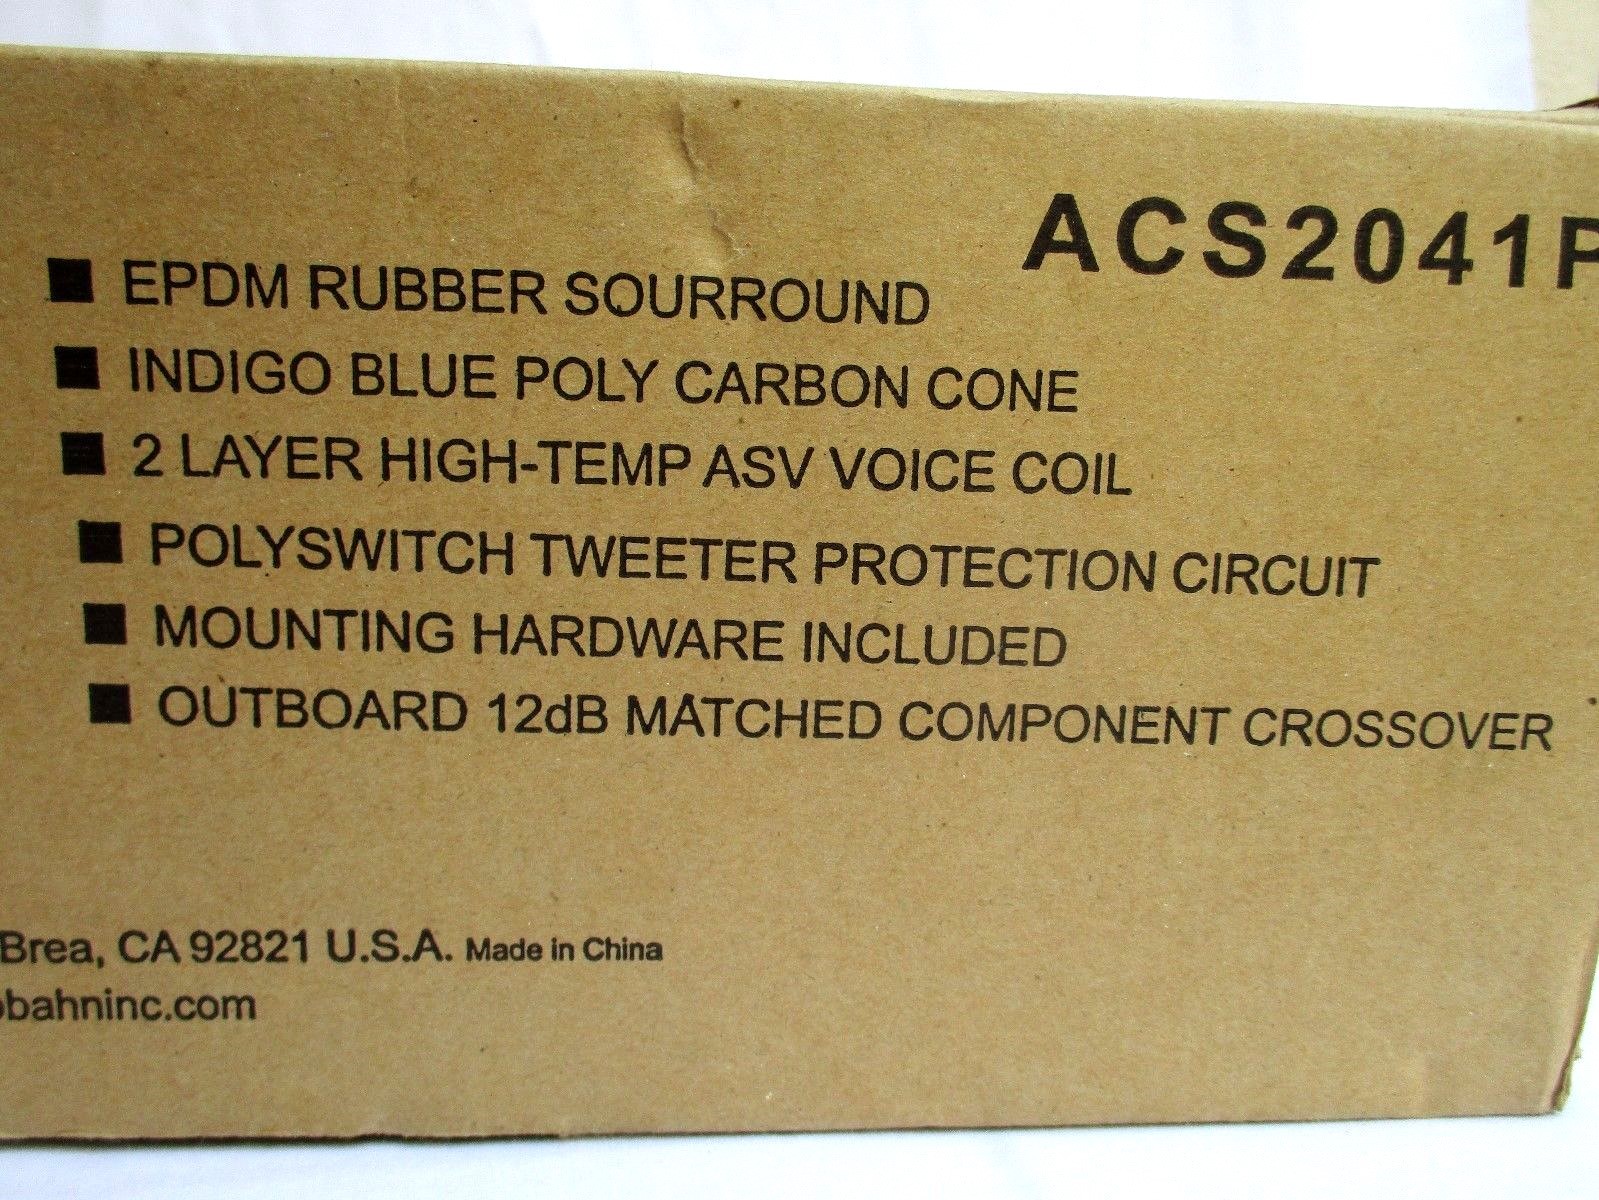 ACS2041P
■ EPDM RUBBER SOURROUND
■ INDIGO BLUE POLY CARBON CONE
■ 2 LAYER HIGH-TEMP ASV VOICE COIL
■ POLYSWITCH TWEETER PROTECTION CIRCUIT
■ MOUNTING HARDWARE INCLUDED
■ OUTBOARD 12dB MATCHED COMPONENT CROSSOVER
Brea, CA 92821 U.S.A. Made in China
obahninc.com